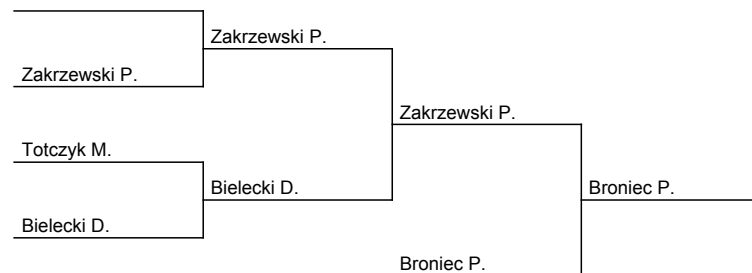 Zakrzewski P.
Zakrzewski P.
Zakrzewski P.
Totczyk M.
Bielecki D.
Broniec P.
Bielecki D.
Broniec P.